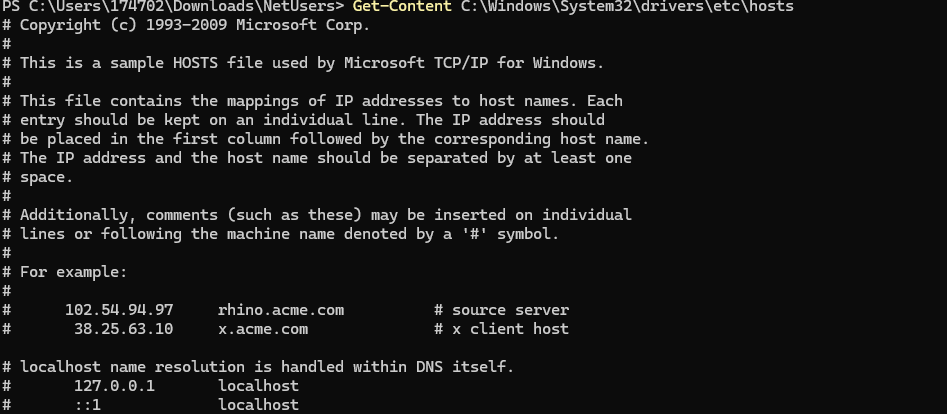 PS C:\Users\174702\Downloads\NetUsers> Get-Content C:\Windows\System32\drivers\etc\hosts
# Copyright (c) 1993-2009 Microsoft Corp.
#
# This is a sample HOSTS file used by Microsoft TCP/IP for Windows.
#
# This file contains the mappings of IP addresses to host names. Each
# entry should be kept on an individual line. The IP address should
# be placed in the first column followed by the corresponding host name.
# The IP address and the host name should be separated by at least one
# space.
#
# Additionally, comments (such as these) may be inserted on individual
# lines or following the machine name denoted by a '#' symbol.
#
# For example:
#
#      102.54.94.97     rhino.acme.com          # source server
#       38.25.63.10     x.acme.com              # x client host

# localhost name resolution is handled within DNS itself.
#       127.0.0.1       localhost
#       ::1             localhost